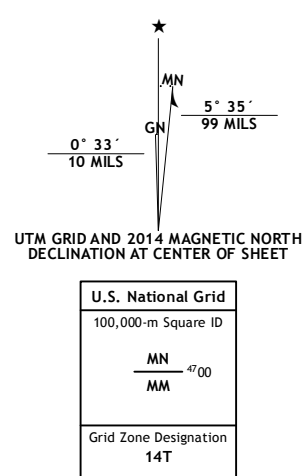 ★
MN
GN
5° 35´
99 MILS
0° 33´
10 MILS
UTM GRID AND 2014 MAGNETIC NORTH
DECLINATION AT CENTER OF SHEET
U.S. National Grid
100,000-m Square ID
MN
4700
MM
Grid Zone Designation
14T